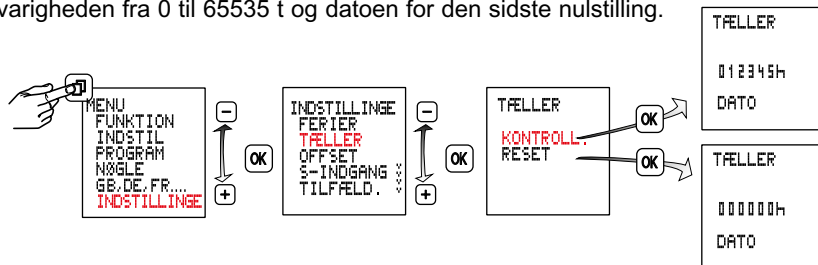 varigheden fra 0 til 65535 t og datoen for den sidste nulstilling.
MENU
FUNKTION
INDSTIL
PROGRAM
NØGLE
GB,DE,FR....
INDSTILLINGE
−
OK
+
INDSTILLINGE
FERIER
TÆLLER
OFFSET
S-INDGANG
TILFÆLD.
−
OK
+
TÆLLER
KONTROLL.
RESET
OK
OK
TÆLLER
012345h
DATO
TÆLLER
000000h
DATO